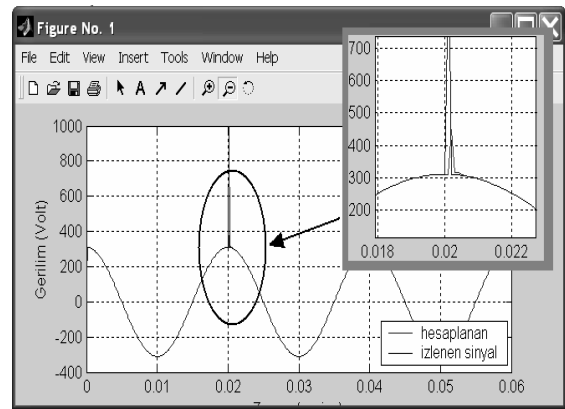 Figure No. 1
File Edit View Insert Tools Window Help
A
1000
800
600
400
200
0
-200
-400
Gerilim (Volt)
0 0.01 0.02 0.03 0.04 0.05 0.06
700
600
500
400
300
200
0.018 0.02 0.022
hesaplanan
izlenen sinyal